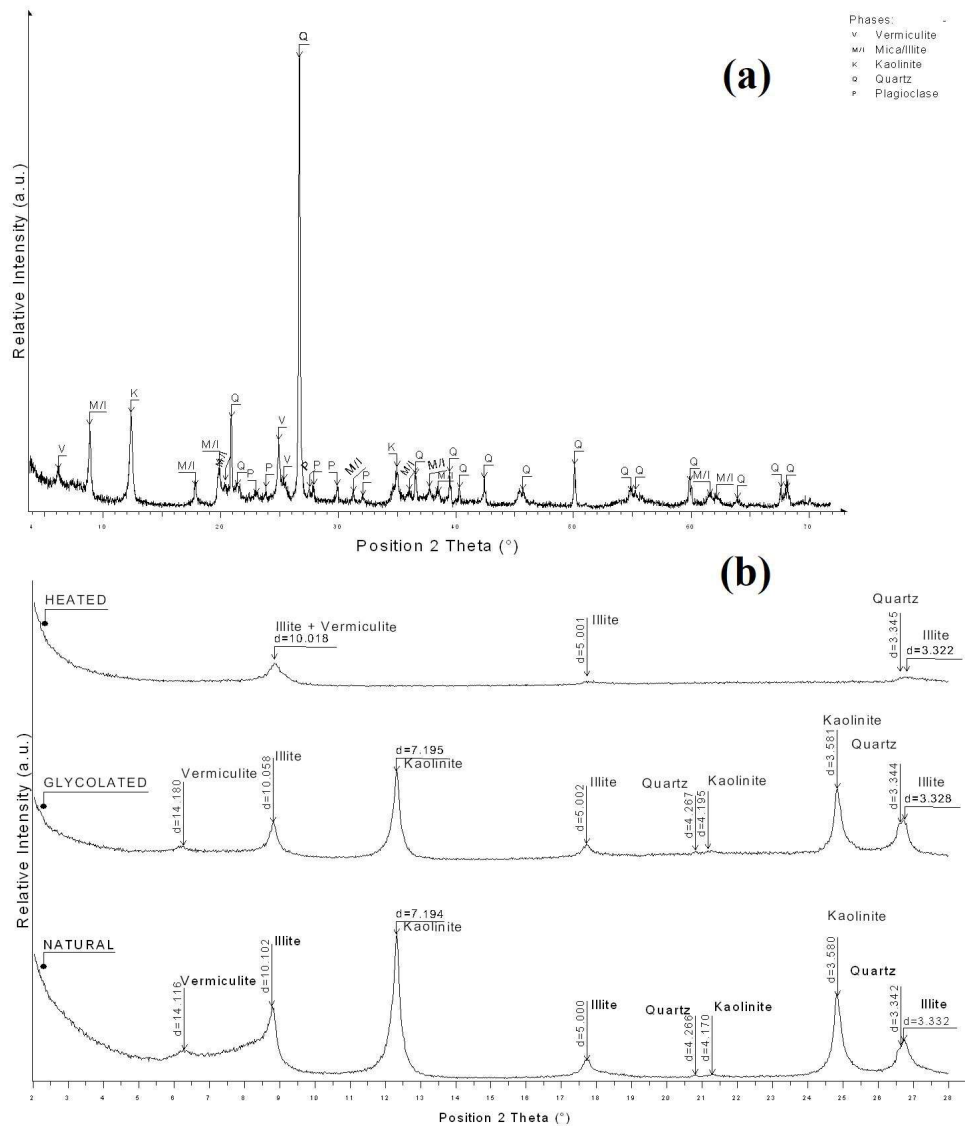 Phases: -
V Vermiculite
M/I Mica/Illite
K Kaolinite
Q Quartz
P Plagioclase
(a)
Relative Intensity (a.u.)
V
M/I
K
M/I
M/I
M/I
Q
Q
P
P
V
V
Q
P
P
P
M/I
P
K
M/I
Q
M/I
M
Q
Q
Q
Q
Q
Q
Q
Q
M/I
M/I
Q
Q
Q
4 10 20 30 40 50 60 70
Position 2 Theta (°)
(b)
Relative Intensity (a.u.)
HEATED
Illite + Vermiculite
d=10.018
Illite
d=5.001
Quartz
d=3.345
Illite
d=3.322
GLYCOLATED
Vermiculite
d=14.180
Illite
d=10.058
d=7.195
Kaolinite
Illite
d=5.002
Quartz
d=4.267
Kaolinite
d=4.195
Kaolinite
d=3.581
Quartz
d=3.344
Illite
d=3.328
NATURAL
Vermiculite
d=14.116
Illite
d=10.102
d=7.194
Kaolinite
Illite
d=5.000
Quartz
d=4.266
Kaolinite
d=4.170
Kaolinite
d=3.580
Quartz
d=3.342
Illite
d=3.332
2 3 4 5 6 7 8 9 10 11 12 13 14 15 16 17 18 19 20 21 22 23 24 25 26 27 28
Position 2 Theta (°)